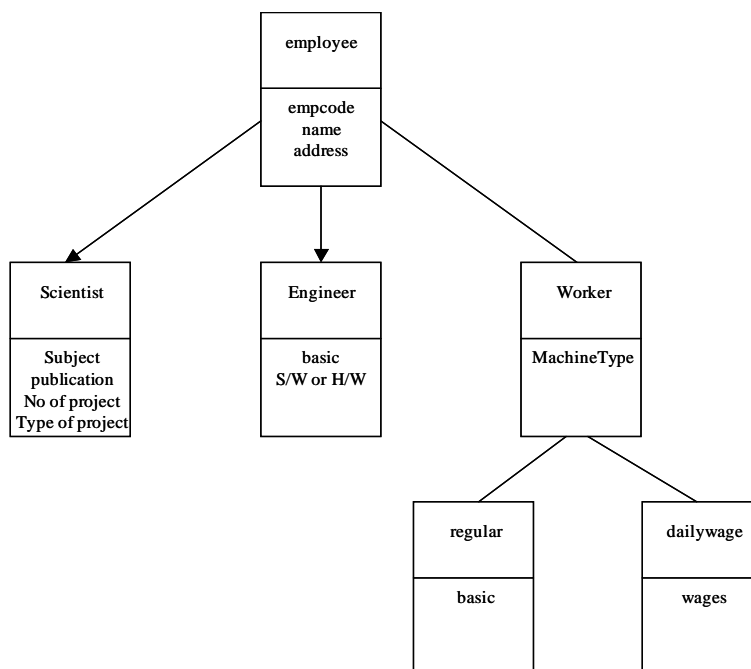 employee
empcode
name
address
Scientist
Subject
publication
No of project
Type of project
Engineer
basic
S/W or H/W
Worker
MachineType
regular
basic
dailywage
wages